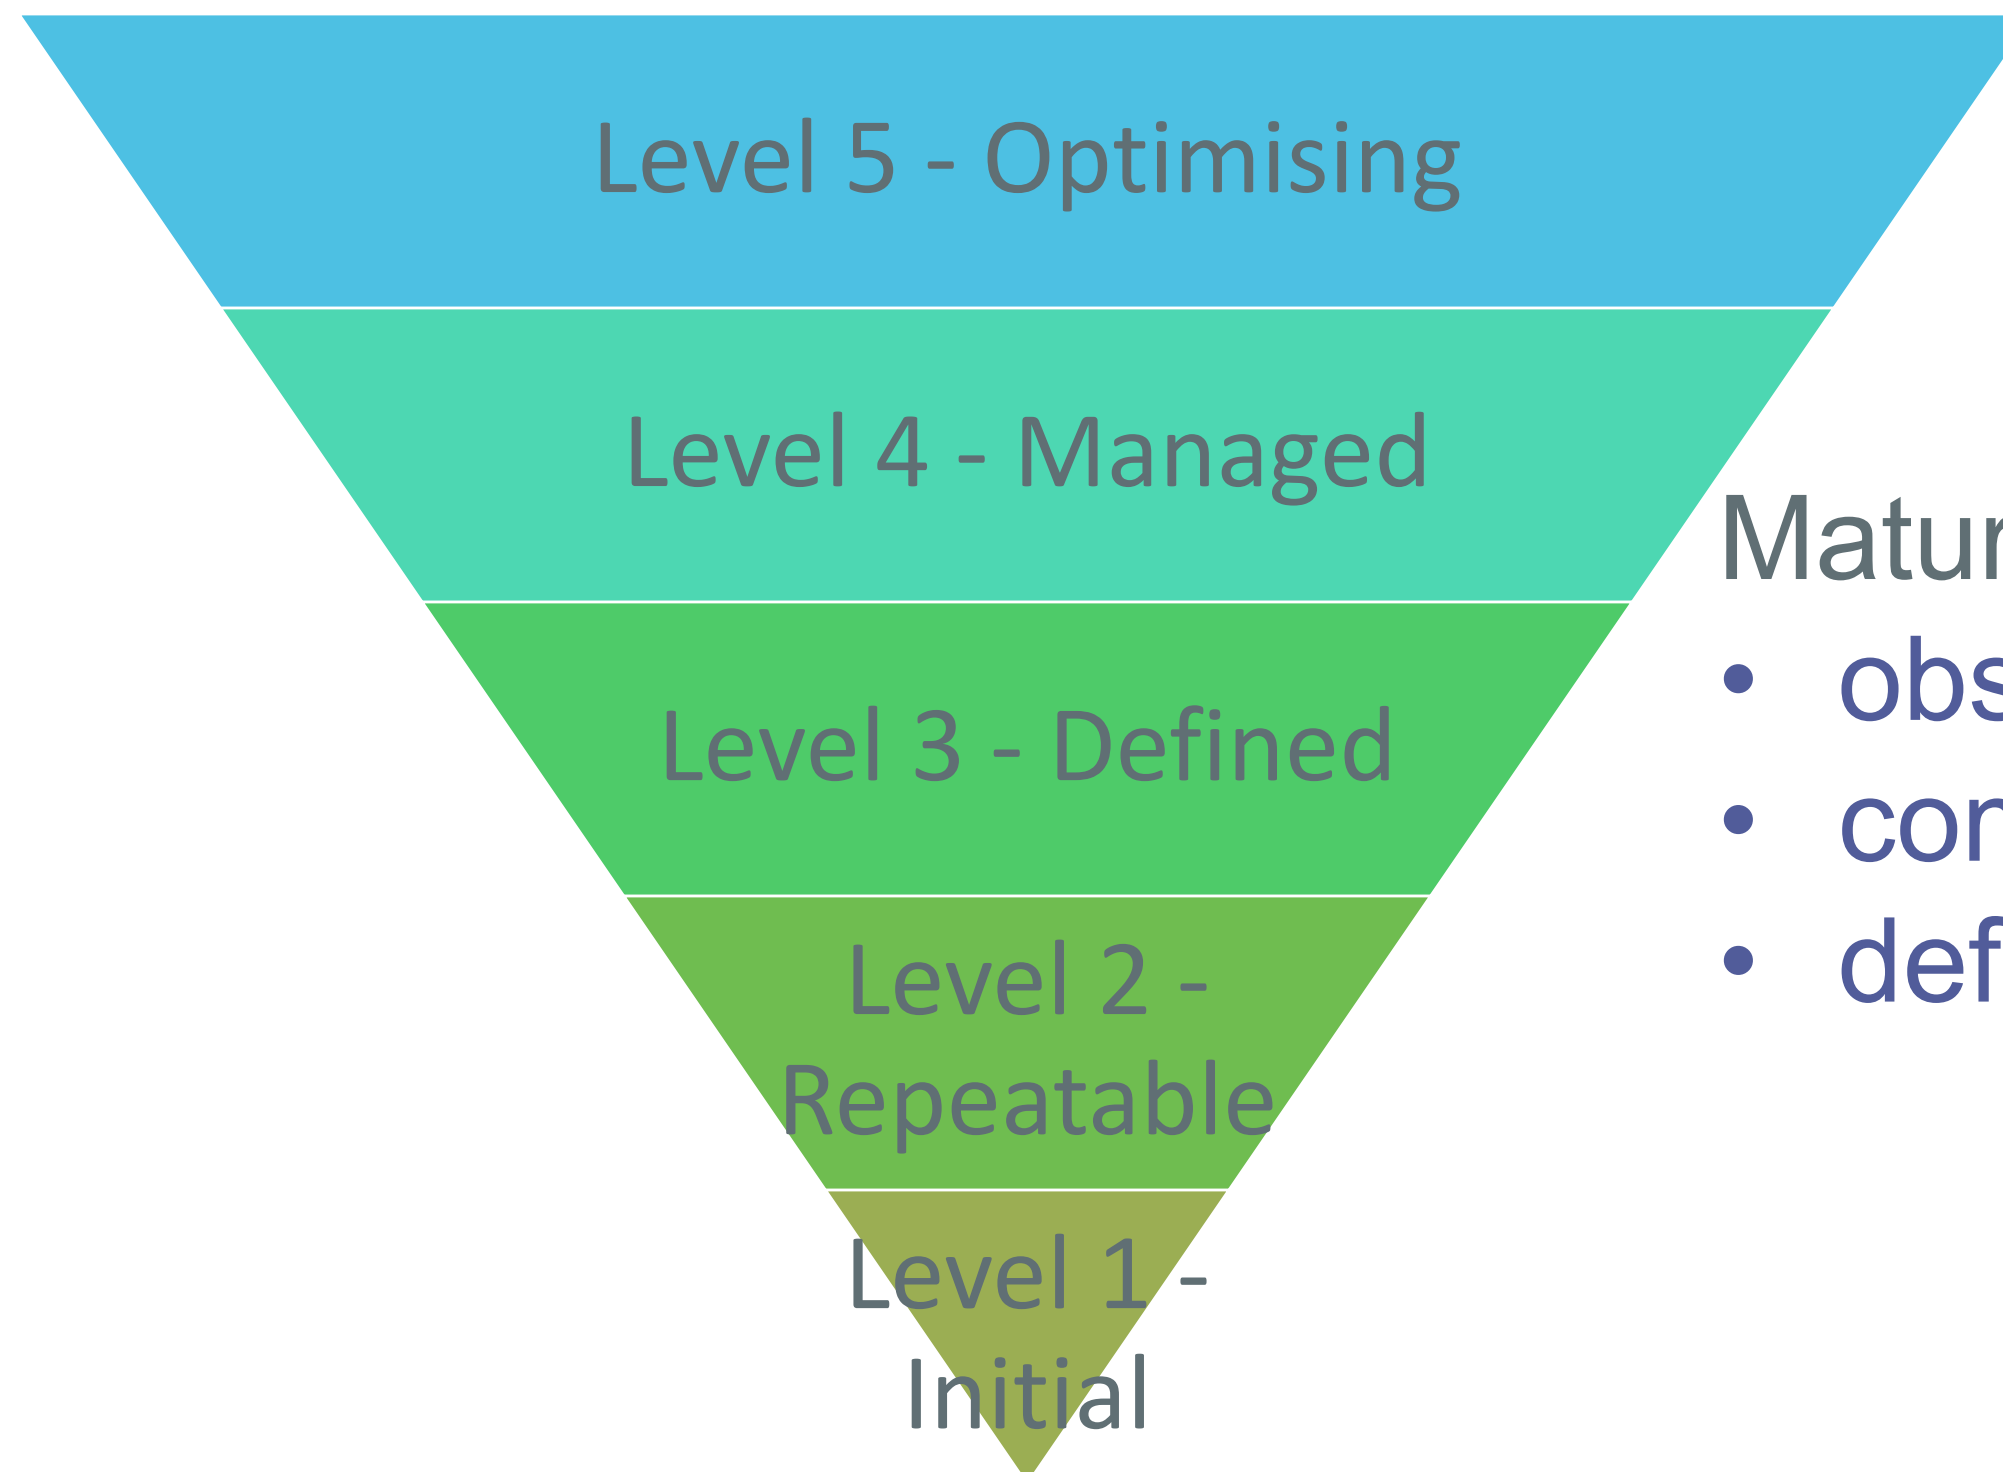 Level 5 - Optimising
Level 4 - Managed
Level 3 - Defined
Level 2 -
Repeatable
Level 1 -
Initial